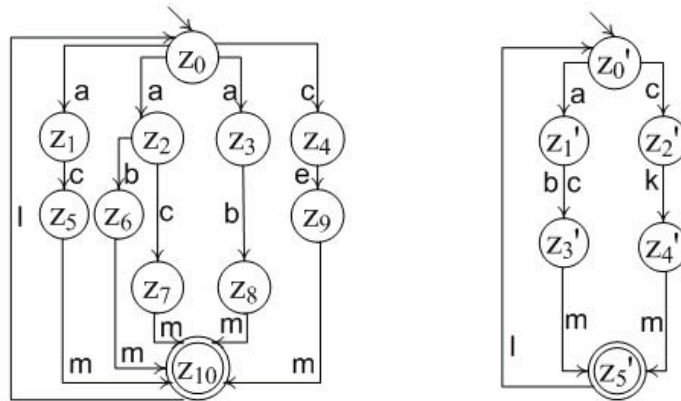 z0 z0'
a a a c a c
z1 z2 z3 z4 z1' z2'
c b c b e b c k
z5 z6 z9 z3' z4'
l
z7 z8
m m m m m m
l
z10 z5'